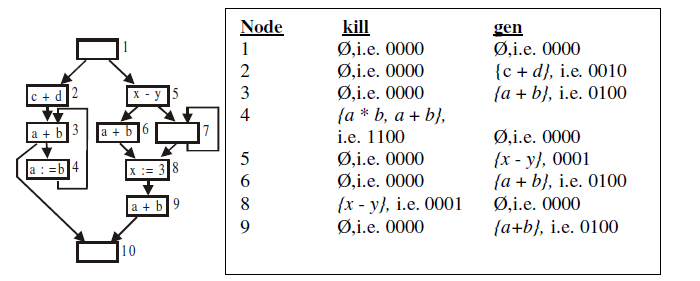 1
c + d 2
x - y 5
a + b 3
a + b 6
7
a : =b 4
x := 3 8
a + b 9
10
Node kill gen
1 Ø,i.e. 0000 Ø,i.e. 0000
2 Ø,i.e. 0000 {c + d}, i.e. 0010
3 Ø,i.e. 0000 {a + b}, i.e. 0100
4 {a * b, a + b},
i.e. 1100 Ø,i.e. 0000
5 Ø,i.e. 0000 {x - y}, 0001
6 Ø,i.e. 0000 {a + b}, i.e. 0100
8 {x - y}, i.e. 0001 Ø,i.e. 0000
9 Ø,i.e. 0000 {a+b}, i.e. 0100